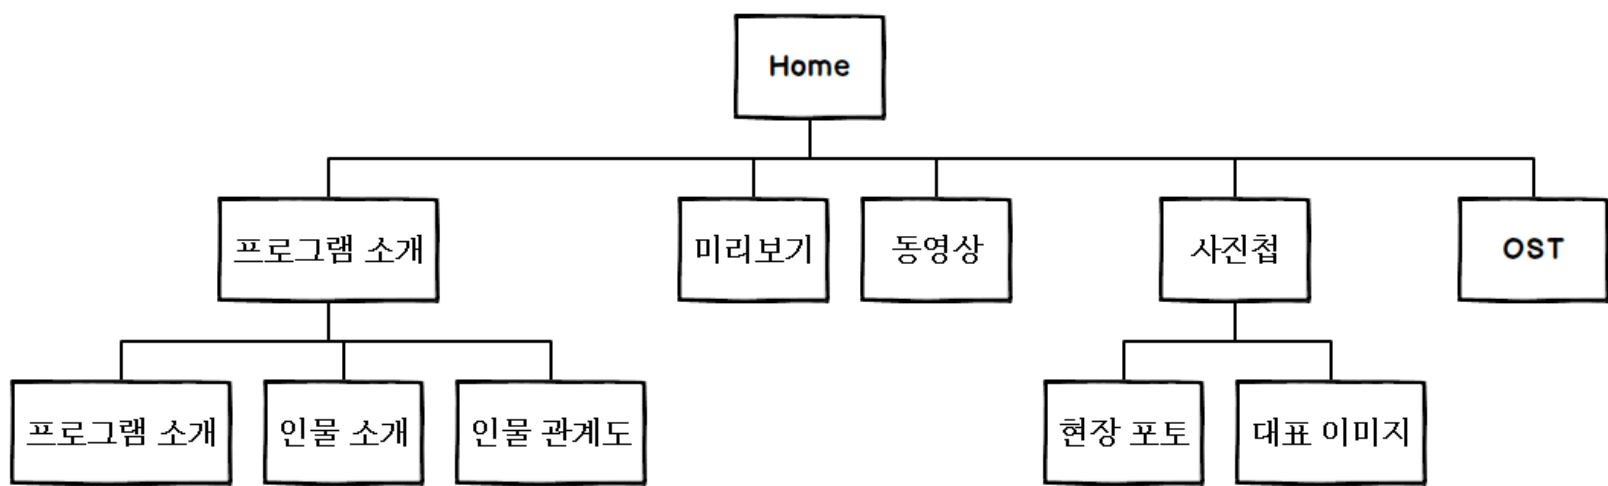 Home
프로그램 소개
미리보기
동영상
사진첩
OST
프로그램 소개
인물 소개
인물 관계도
현장 포토
대표 이미지